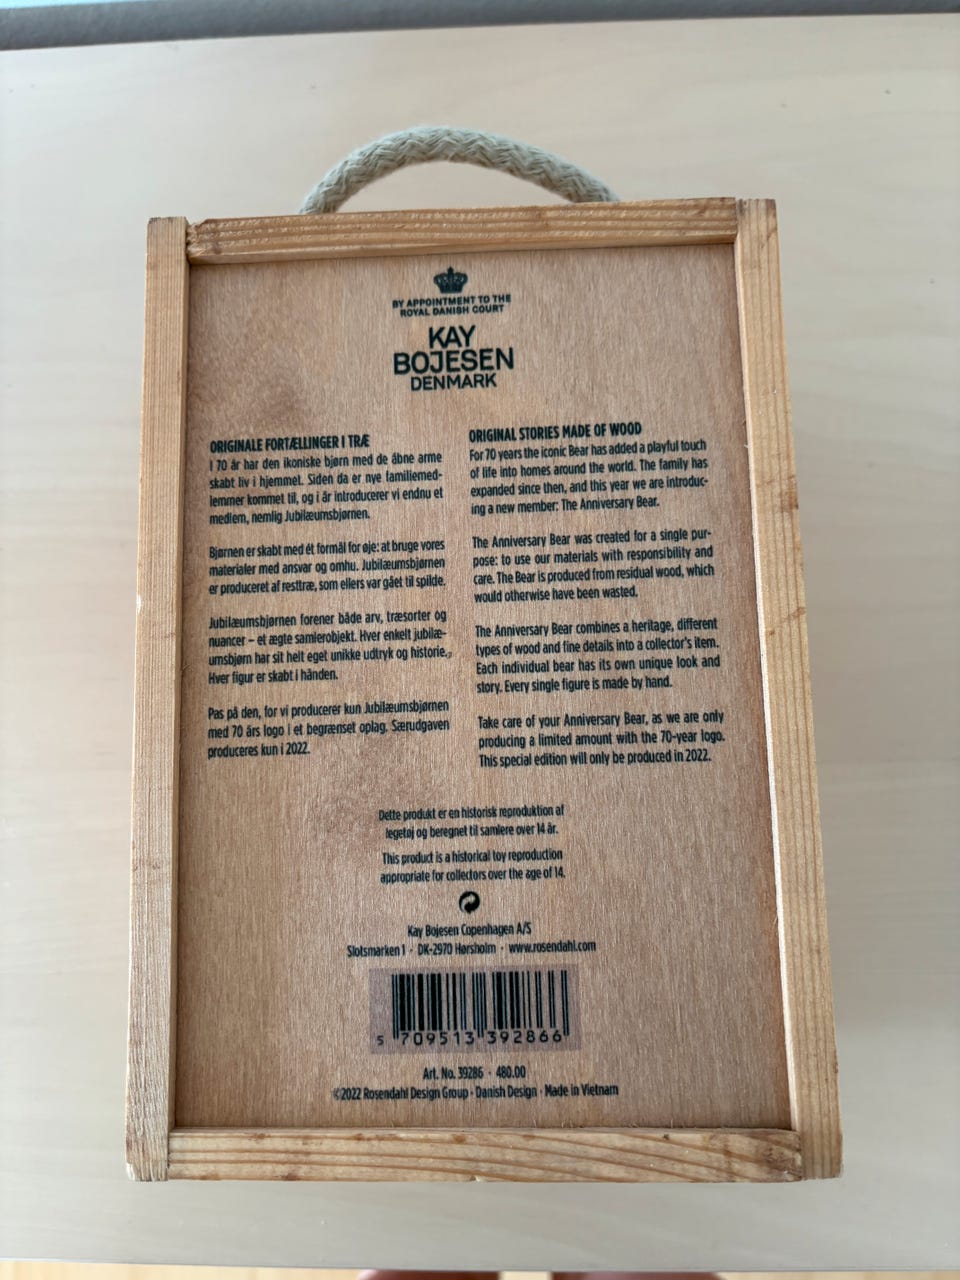 BY APPOINTMENT TO THE
ROYAL DANISH COURT
KAY
BOJESEN
DENMARK
ORIGINALE FORTÆLLINGER I TRÆ
I 70 år har den ikoniske bjørn med de åbne arme
skabt liv i hjemmet. Siden da er nye familiemed-
lemmer kommet til, og i år introducerer vi endnu et
medlem, nemlig Jubilæumsbjørnen.
Bjørnen er skabt med ét formål for øje: at bruge vores
materialer med ansvar og omhu. Jubilæumsbjørnen
er produceret af resttræ, som ellers var gået til spilde.
Jubilæumsbjørnen forener både arv, træsorter og
nuancer – et ægte samlerobjekt. Hver enkelt jubilæ-
umsbjørn har sit helt eget unikke udtryk og historie.
Hver figur er skabt i hånden.
Pas på den, for vi producerer kun Jubilæumsbjørnen
med 70 års logo i et begrænset oplag. Særudgaven
produceres kun i 2022.
ORIGINAL STORIES MADE OF WOOD
For 70 years the iconic Bear has added a playful touch
of life into homes around the world. The family has
expanded since then, and this year we are introduc-
ing a new member: The Anniversary Bear.
The Anniversary Bear was created for a single pur-
pose: to use our materials with responsibility and
care. The Bear is produced from residual wood, which
would otherwise have been wasted.
The Anniversary Bear combines a heritage, different
types of wood and fine details into a collector's item.
Each individual bear has its own unique look and
story. Every single figure is made by hand.
Take care of your Anniversary Bear, as we are only
producing a limited amount with the 70-year logo.
This special edition will only be produced in 2022.
Dette produkt er en historisk reproduktion af
legetøj og beregnet til samlere over 14 år.
This product is a historical toy reproduction
appropriate for collectors over the age of 14.
Kay Bojesen Copenhagen A/S
Slotsmarken 1 · DK-2970 Hørsholm · www.rosendahl.com
5 709513 392866
Art. No. 39286 · 480.00
©2022 Rosendahl Design Group · Danish Design · Made in Vietnam